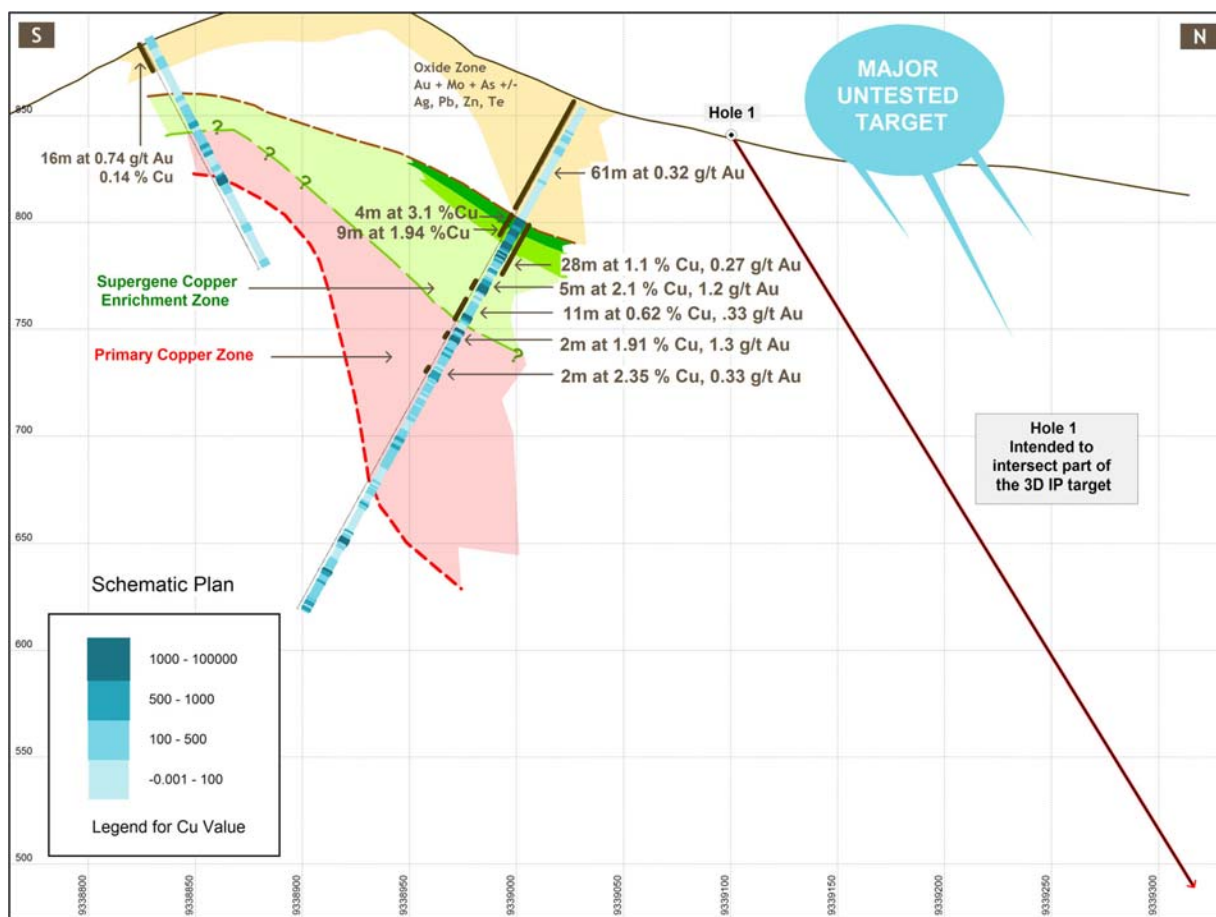 S
N
Oxide Zone
Au + Mo + As +/-
Ag, Pb, Zn, Te
MAJOR
UNTESTED
TARGET
Hole 1
850
16m at 0.74 g/t Au
0.14 % Cu
?
?
?
61m at 0.32 g/t Au
800
4m at 3.1 %Cu
9m at 1.94 %Cu
28m at 1.1 % Cu, 0.27 g/t Au
Supergene Copper
Enrichment Zone
5m at 2.1 % Cu, 1.2 g/t Au
11m at 0.62 % Cu, .33 g/t Au
750
2m at 1.91 % Cu, 1.3 g/t Au
Primary Copper Zone
?
2m at 2.35 % Cu, 0.33 g/t Au
700
Hole 1
Intended to
intersect part of
the 3D IP target
650
600
550
500
Schematic Plan
1000 - 100000
500 - 1000
100 - 500
-0.001 - 100
Legend for Cu Value
9338800
9338850
9338900
9338950
9339000
9339050
9339100
9339150
9339200
9339250
9339300